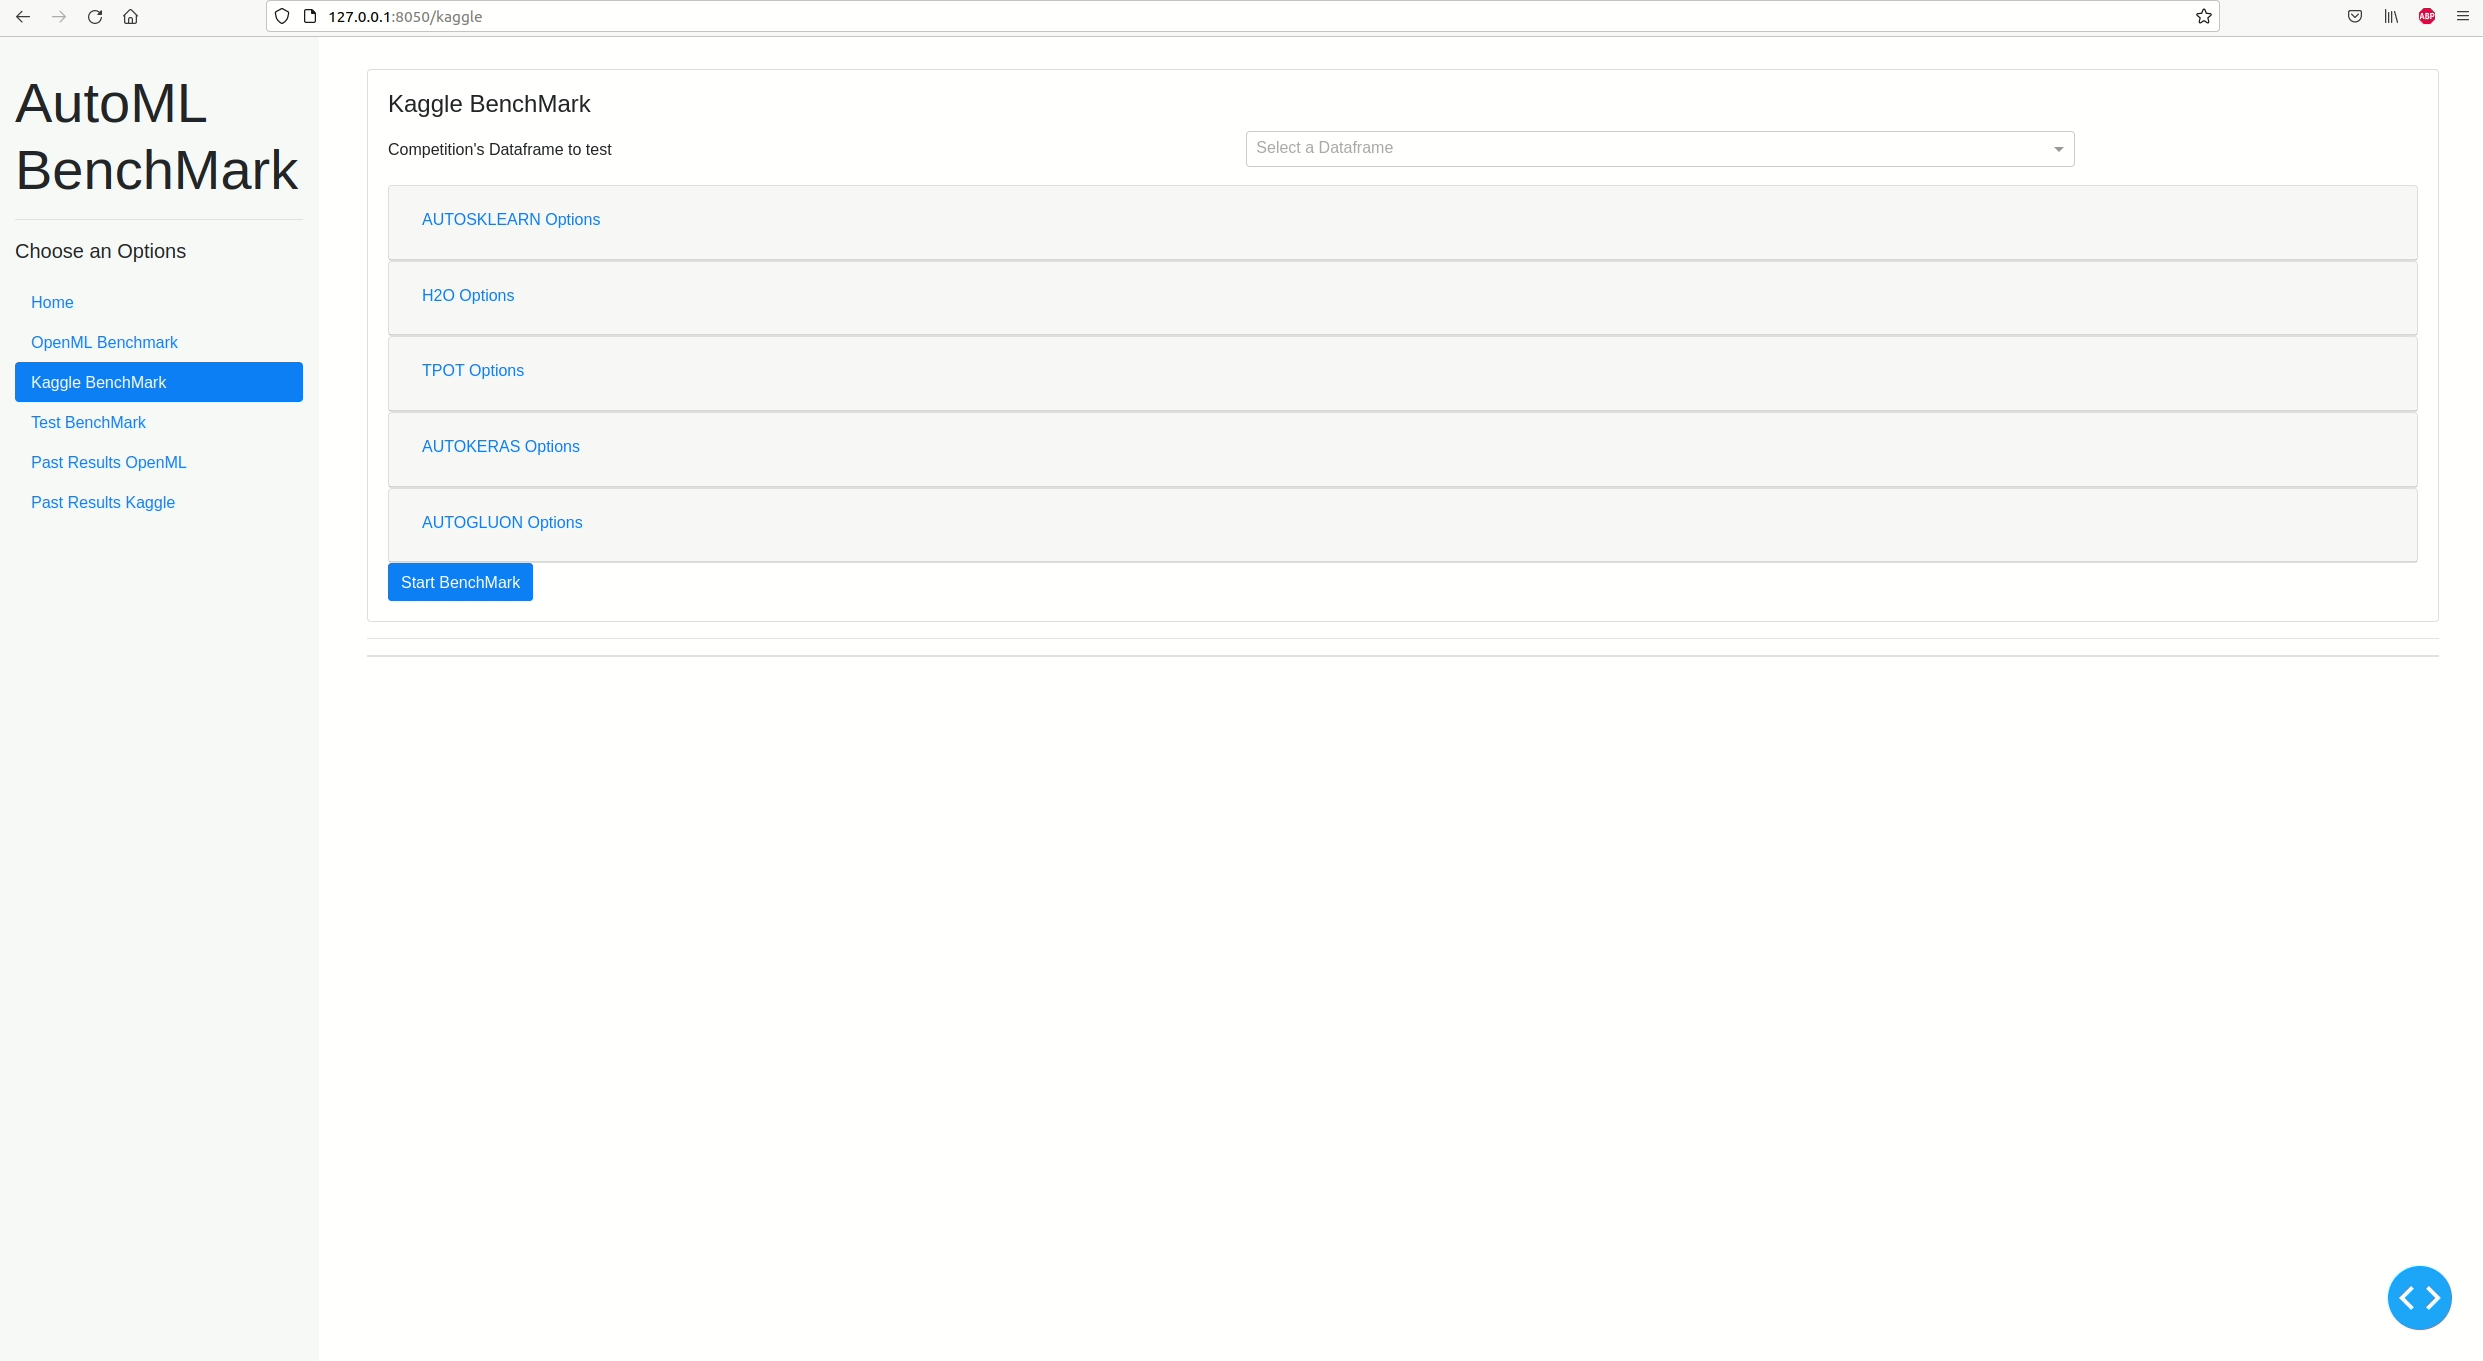 127.0.0.1:8050/kaggle
ABP
AutoML
BenchMark
Choose an Options
Home
OpenML Benchmark
Kaggle BenchMark
Test BenchMark
Past Results OpenML
Past Results Kaggle
Kaggle BenchMark
Competition's Dataframe to test
Select a Dataframe
AUTOSKLEARN Options
H2O Options
TPOT Options
AUTOKERAS Options
AUTOGLUON Options
Start BenchMark